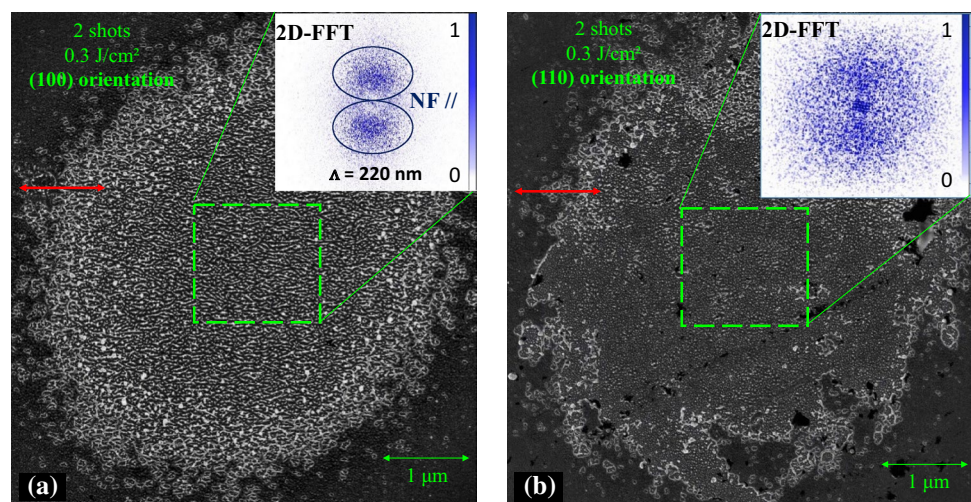 2 shots
0.3 J/cm²
(100) orientation
2D-FFT
1
NF //
Λ = 220 nm
0
1 μm
(a)
2 shots
0.3 J/cm²
(110) orientation
2D-FFT
1
0
1 μm
(b)